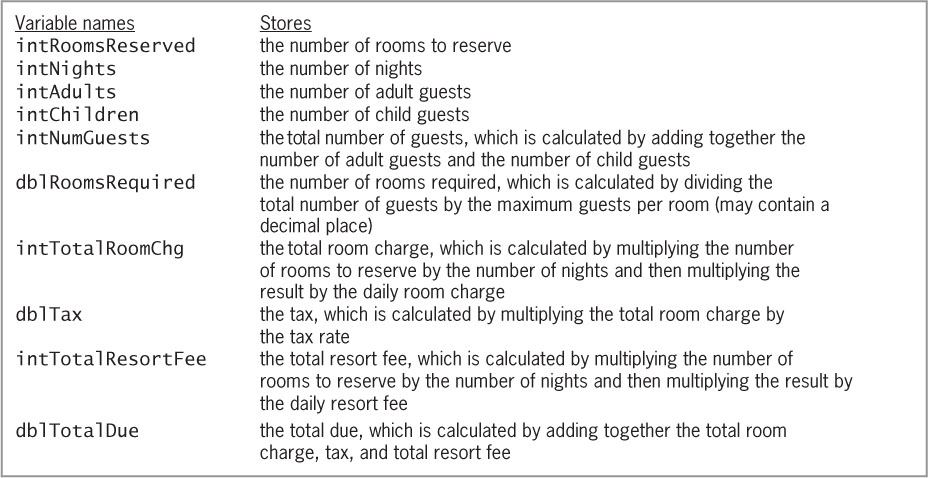 Variable names Stores
intRoomsReserved the number of rooms to reserve
intNights the number of nights
intAdults the number of adult guests
intChildren the number of child guests
intNumGuests the total number of guests, which is calculated by adding together the
number of adult guests and the number of child guests
dblRoomsRequired the number of rooms required, which is calculated by dividing the
total number of guests by the maximum guests per room (may contain a
decimal place)
intTotalRoomChg the total room charge, which is calculated by multiplying the number
of rooms to reserve by the number of nights and then multiplying the
result by the daily room charge
dblTax the tax, which is calculated by multiplying the total room charge by
the tax rate
intTotalResortFee the total resort fee, which is calculated by multiplying the number of
rooms to reserve by the number of nights and then multiplying the result by
the daily resort fee
dblTotalDue the total due, which is calculated by adding together the total room
charge, tax, and total resort fee